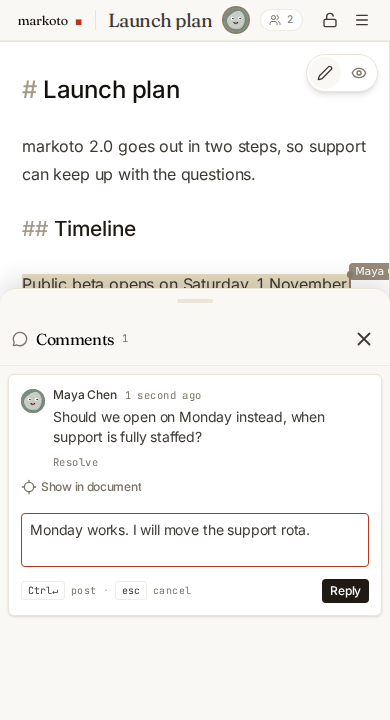 markoto
Launch plan
2
# Launch plan
markoto 2.0 goes out in two steps, so support
can keep up with the questions.
## Timeline
Maya
Public beta opens on Saturday, 1 November
Comments 1
Maya Chen 1 second ago
Should we open on Monday instead, when
support is fully staffed?
Resolve
Show in document
Monday works. I will move the support rota.
Ctrl↵ post · esc cancel
Reply